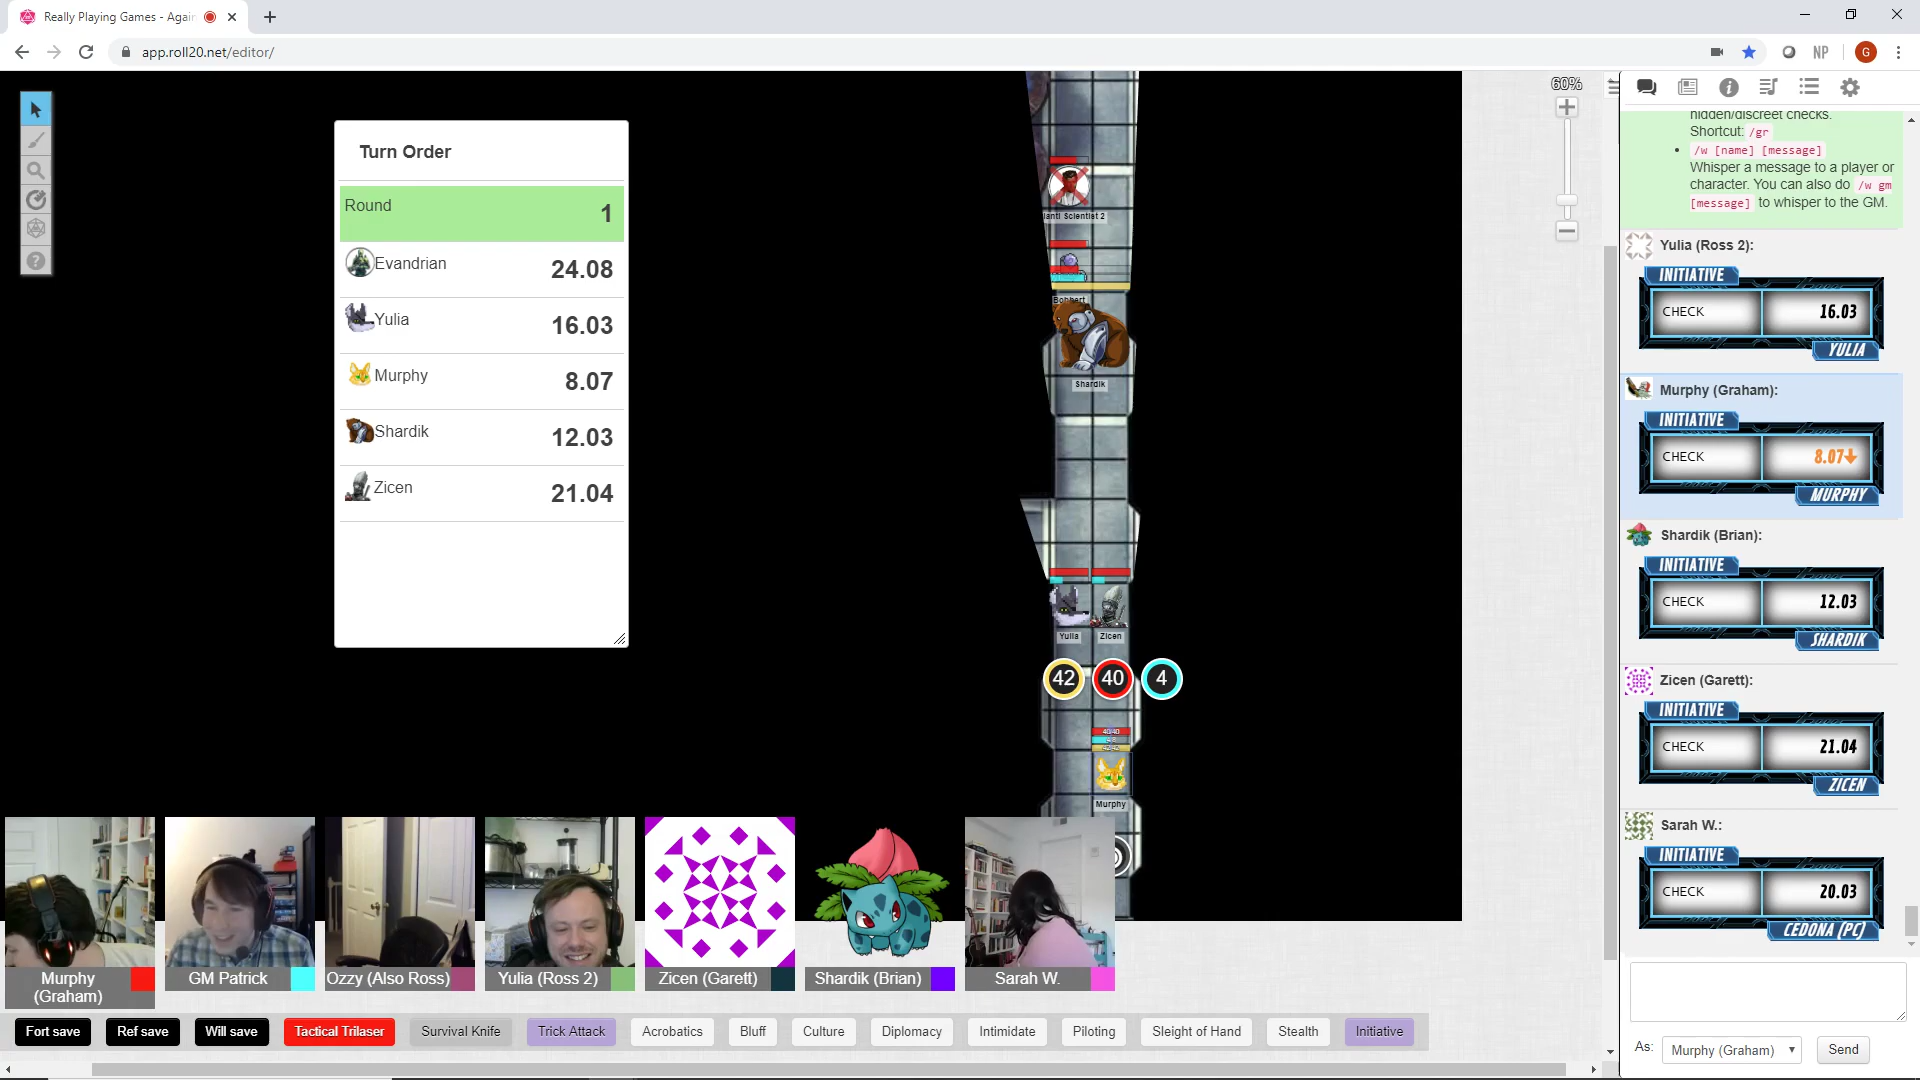 Really Playing Games - Agai
app.roll20.net/editor/
NP
G
60%
Turn Order
Round
1
Evandrian
24.08
Yulia
16.03
Murphy
8.07
Shardik
12.03
Zicen
21.04
Scientist 2
Bobbert
Shardik
Yulia
Zicen
42
40
4
40/40
Murphy
hidden/discreet checks.
Shortcut: /gr
• /w [name] [message]
Whisper a message to a player or
character. You can also do /w gm
[message] to whisper to the GM.
Yulia (Ross 2):
INITIATIVE
CHECK
16.03
YULIA
Murphy (Graham):
INITIATIVE
CHECK
8.07
MURPHY
Shardik (Brian):
INITIATIVE
CHECK
12.03
SHARDIK
Zicen (Garett):
INITIATIVE
CHECK
21.04
ZICEN
Sarah W.:
INITIATIVE
CHECK
20.03
CEDONA (PC)
Murphy
(Graham)
GM Patrick
Ozzy (Also Ross)
Yulia (Ross 2)
Zicen (Garett)
Shardik (Brian)
Sarah W.
Fort save
Ref save
Will save
Tactical Trilaser
Survival Knife
Trick Attack
Acrobatics
Bluff
Culture
Diplomacy
Intimidate
Piloting
Sleight of Hand
Stealth
Initiative
As:
Murphy (Graham)
Send